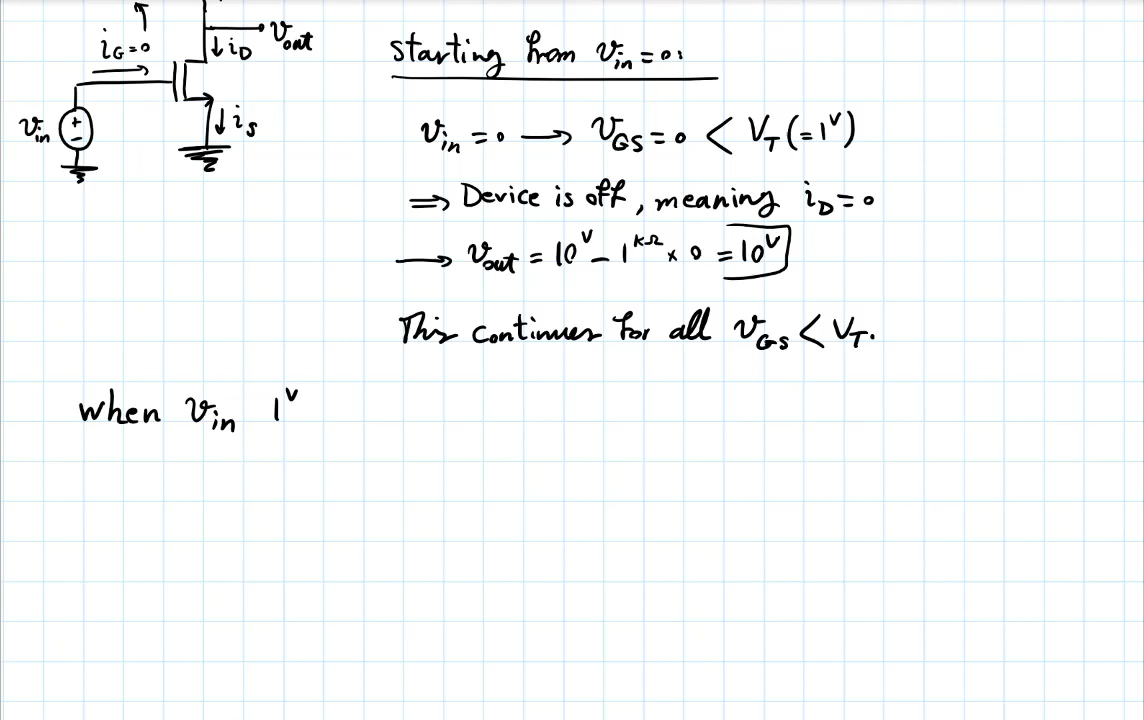 i_G=0
↓i_D
v_out
v_in
+
−
↓i_S
starting from v_in=0:
v_in = 0 → v_GS = 0 < V_T (=1^V)
⇒ Device is off, meaning i_D = 0
→ v_out = 10^V − 1^kΩ × 0 = 10^V
This continues for all v_GS < V_T.
when v_in 1^V